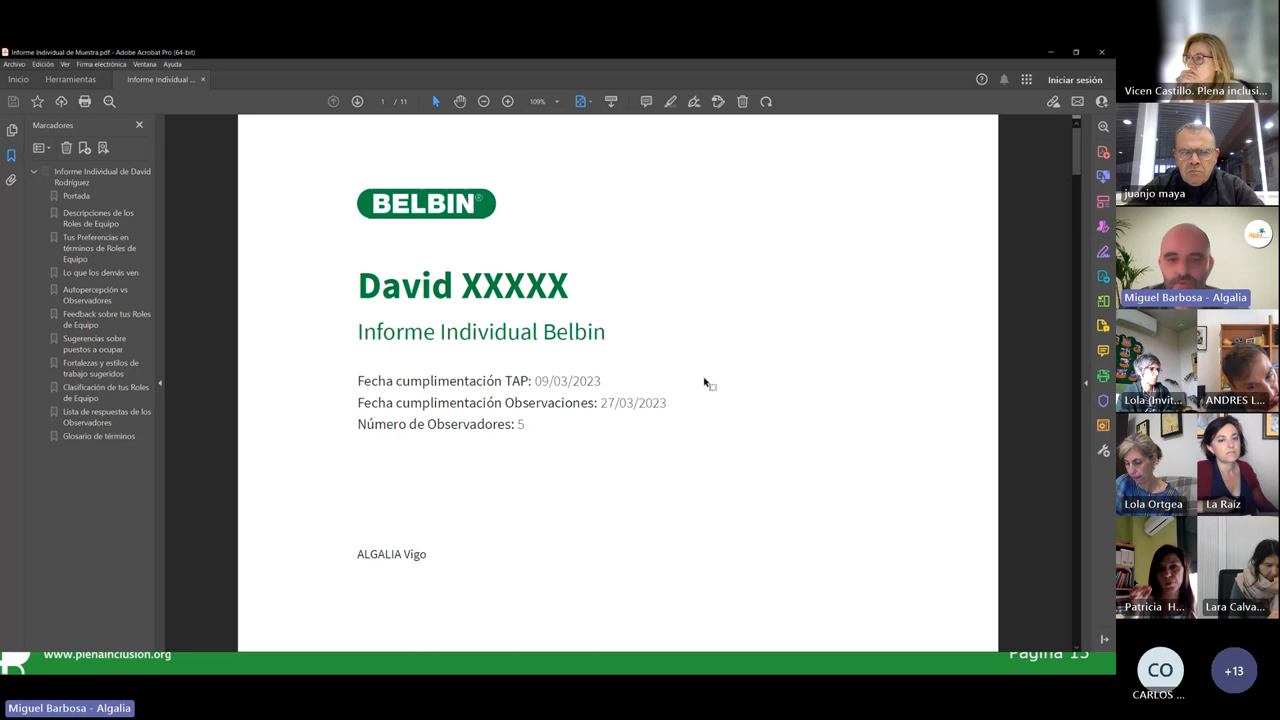 Informe Individual de Muestra.pdf - Adobe Acrobat Pro (64-bit)
Archivo Edición Ver Firma electrónica Ventana Ayuda
Inicio Herramientas Informe Individual ... × Iniciar sesión
1 / 11 109%
Marcadores
Informe Individual de David
Rodríguez
Portada
Descripciones de los
Roles de Equipo
Tus Preferencias en
términos de Roles de
Equipo
Lo que los demás ven
Autopercepción vs
Observadores
Feedback sobre tus Roles
de Equipo
Sugerencias sobre
puestos a ocupar
Fortalezas y estilos de
trabajo sugeridos
Clasificación de tus Roles
de Equipo
Lista de respuestas de los
Observadores
Glosario de términos
BELBIN®
David XXXXX
Informe Individual Belbin
Fecha cumplimentación TAP: 09/03/2023
Fecha cumplimentación Observaciones: 27/03/2023
Número de Observadores: 5
ALGALIA Vigo
www.plenainclusion.org
Página 15
Miguel Barbosa - Algalia
Vicen Castillo. Plena inclusi...
juanjo maya
Miguel Barbosa - Algalia
Lola (Invit... ANDRES L...
Lola Ortgea La Raíz
Patricia H... Lara Calva...
CO
CARLOS ...
+13